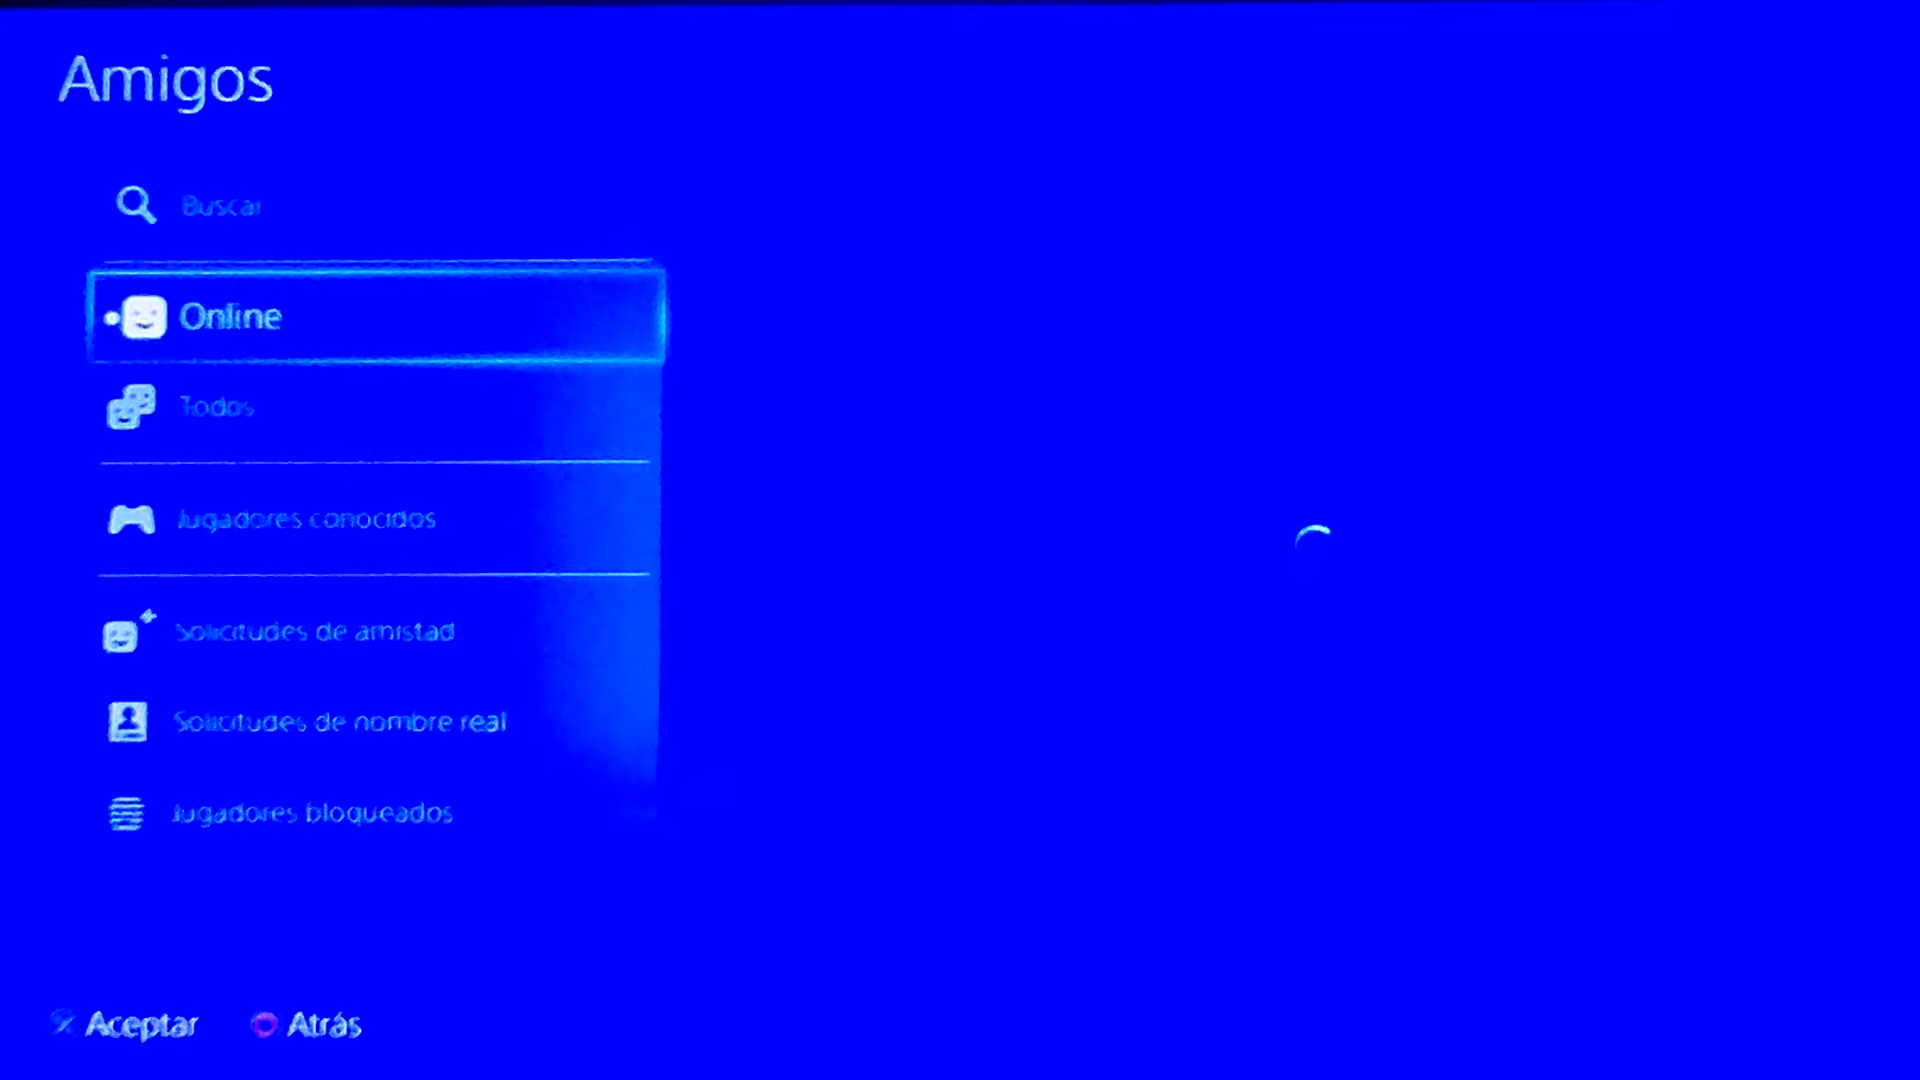 Amigos
Buscar
Online
Todos
Jugadores conocidos
Solicitudes de amistad
Solicitudes de nombre real
Jugadores bloqueados
Aceptar Atrás